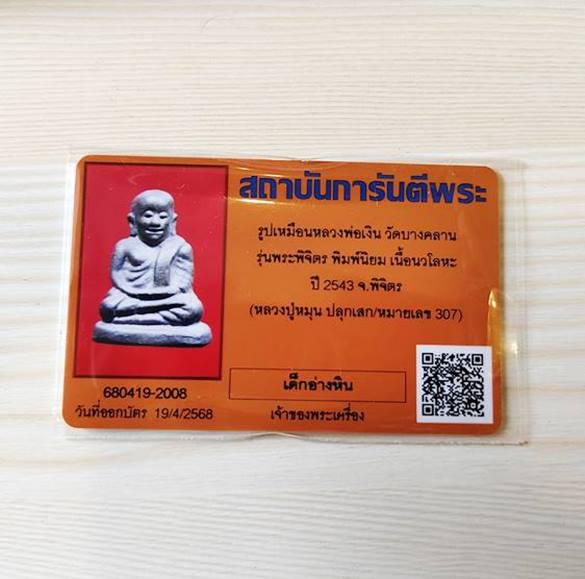 สถาบันการันตีพระ
รูปเหมือนหลวงพ่อเงิน วัดบางคลาน
รุ่นพระพิจิตร พิมพ์นิยม เนื้อนวโลหะ
ปี 2543 จ.พิจิตร
(หลวงปู่หมุน ปลุกเสก/หมายเลข 307)
เด็กอ่างหิน
เจ้าของพระเครื่อง
680419-2008
วันที่ออกบัตร 19/4/2568